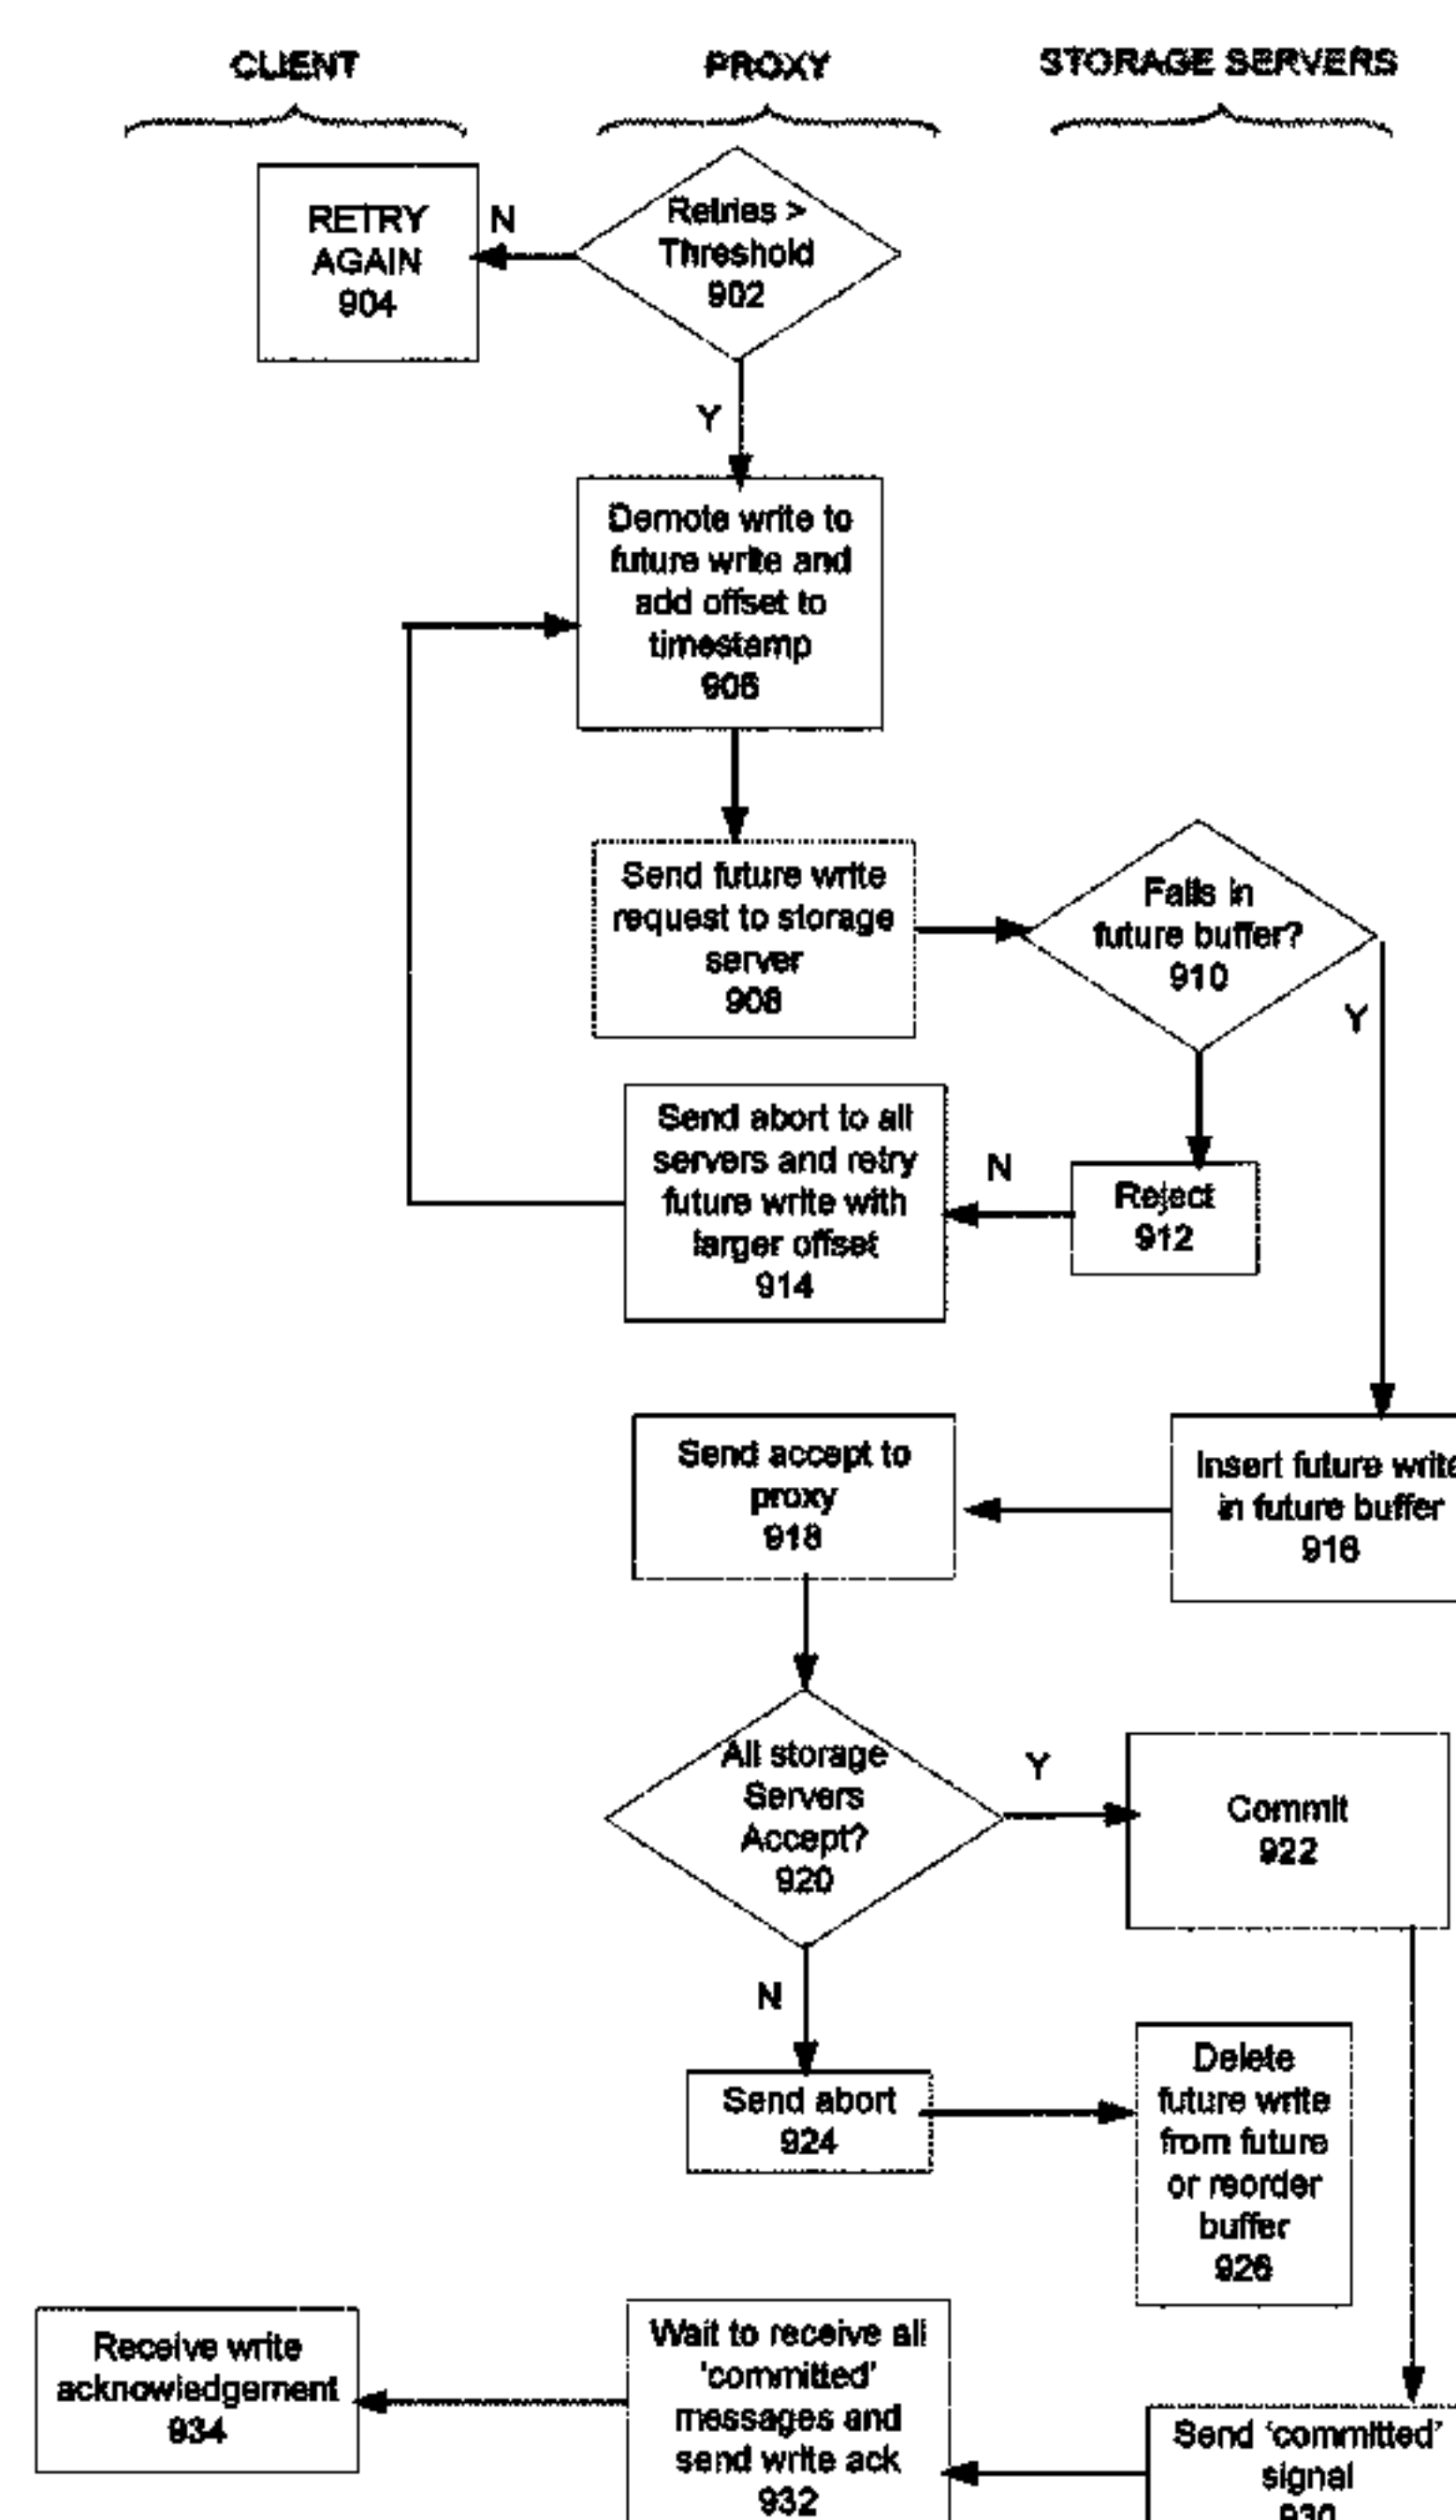 CLIENT
PROXY
STORAGE SERVERS
RETRY
AGAIN
904
N
Retries >
Threshold
902
Y
Demote write to
future write and
add offset to
timestamp
906
Send future write
request to storage
server
908
Falls in
future buffer?
910
Y
Send abort to all
servers and retry
future write with
larger offset
914
N
Reject
912
Send accept to
proxy
918
Insert future write
in future buffer
916
All storage
Servers
Accept?
920
Y
Commit
922
N
Send abort
924
Delete
future write
from future
or reorder
buffer
926
Receive write
acknowledgement
934
Wait to receive all
'committed'
messages and
send write ack
932
Send 'committed'
signal
930